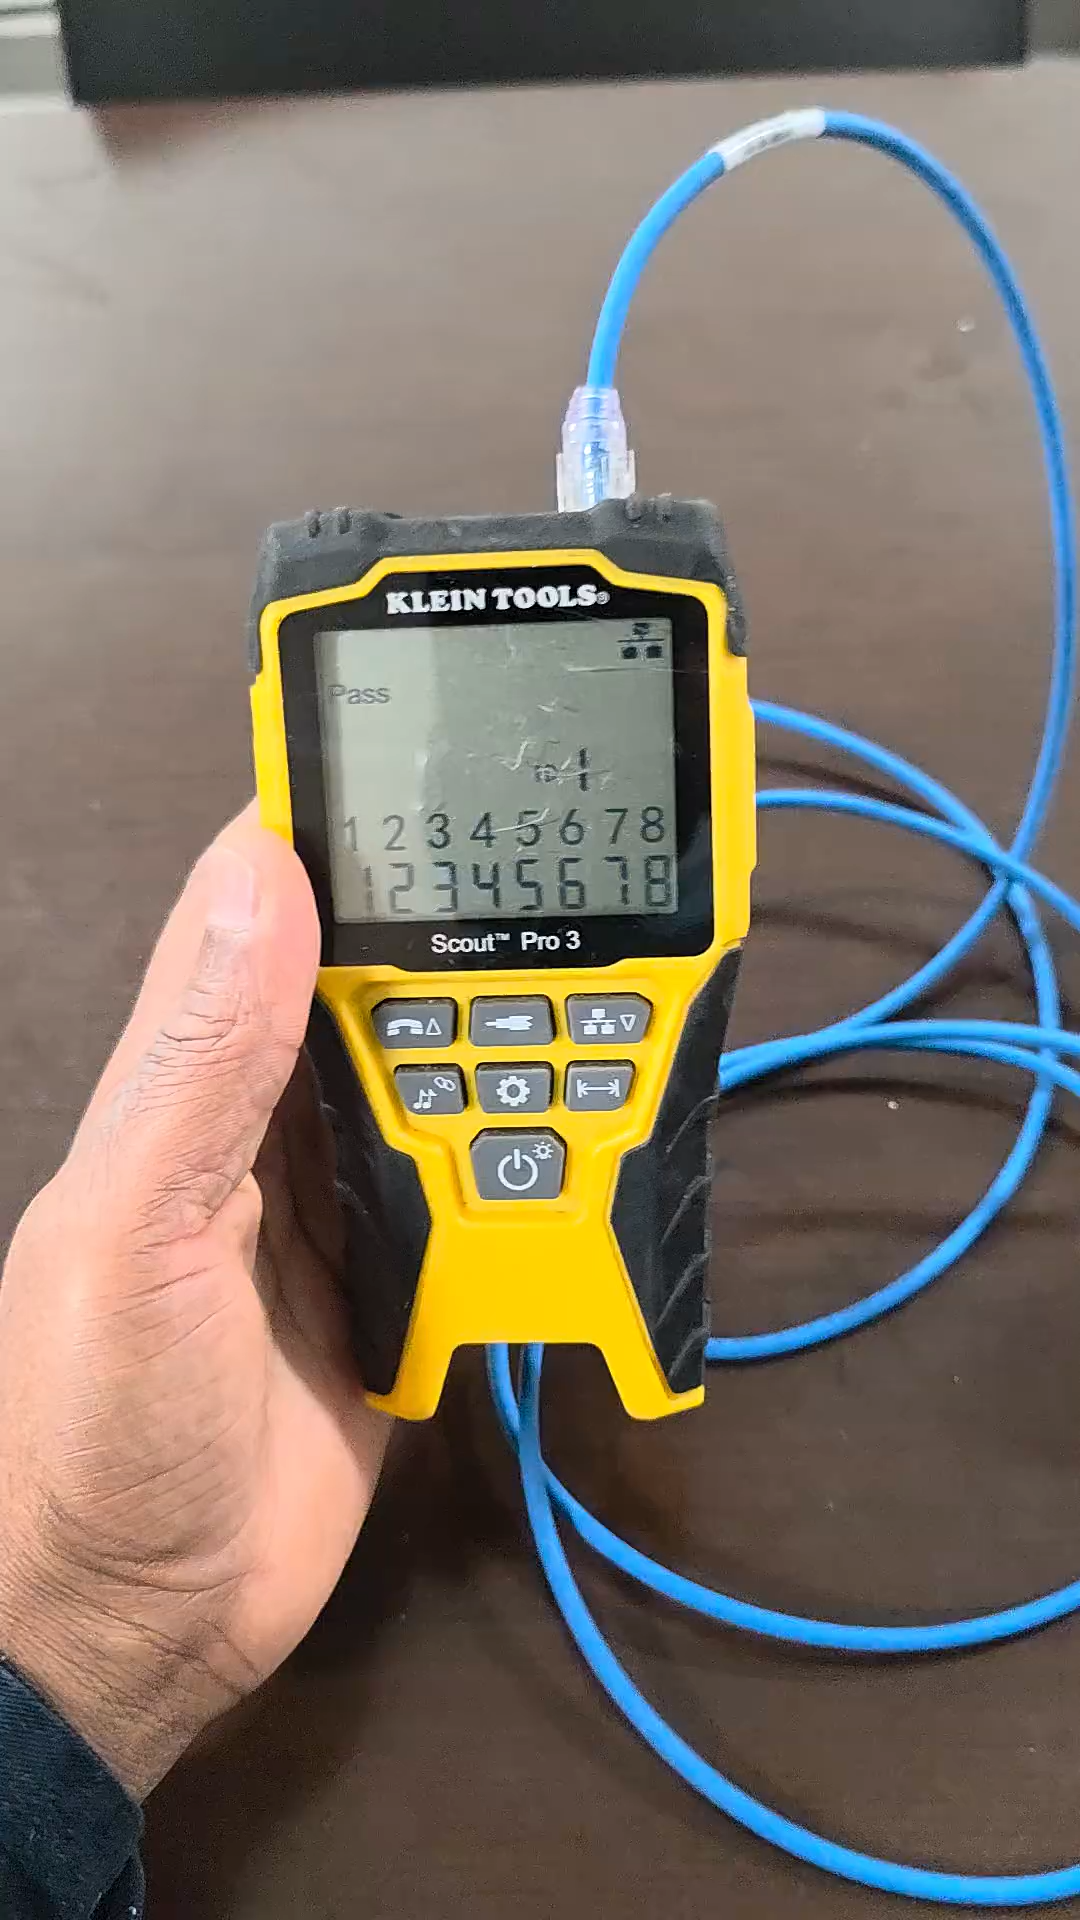 KLEIN TOOLS®
Pass
ID 1
1 2 3 4 5 6 7 8
1 2 3 4 5 6 7 8
Scout™ Pro 3